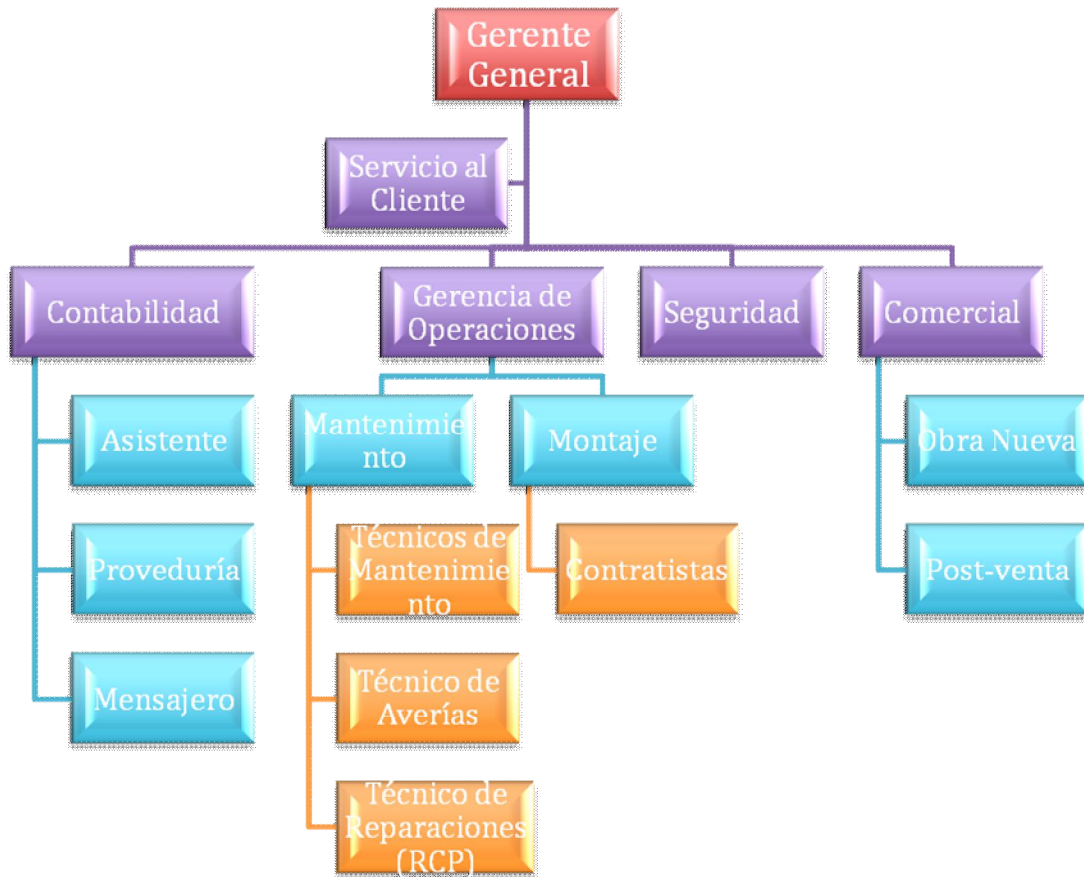 Gerente
General
Servicio al
Cliente
Contabilidad
Gerencia de
Operaciones
Seguridad
Comercial
Asistente
Mantenimie
nto
Montaje
Obra Nueva
Proveduría
Técnicos de
Mantenimie
nto
Contratistas
Post-venta
Mensajero
Técnico de
Averías
Técnico de
Reparaciones
(RCP)